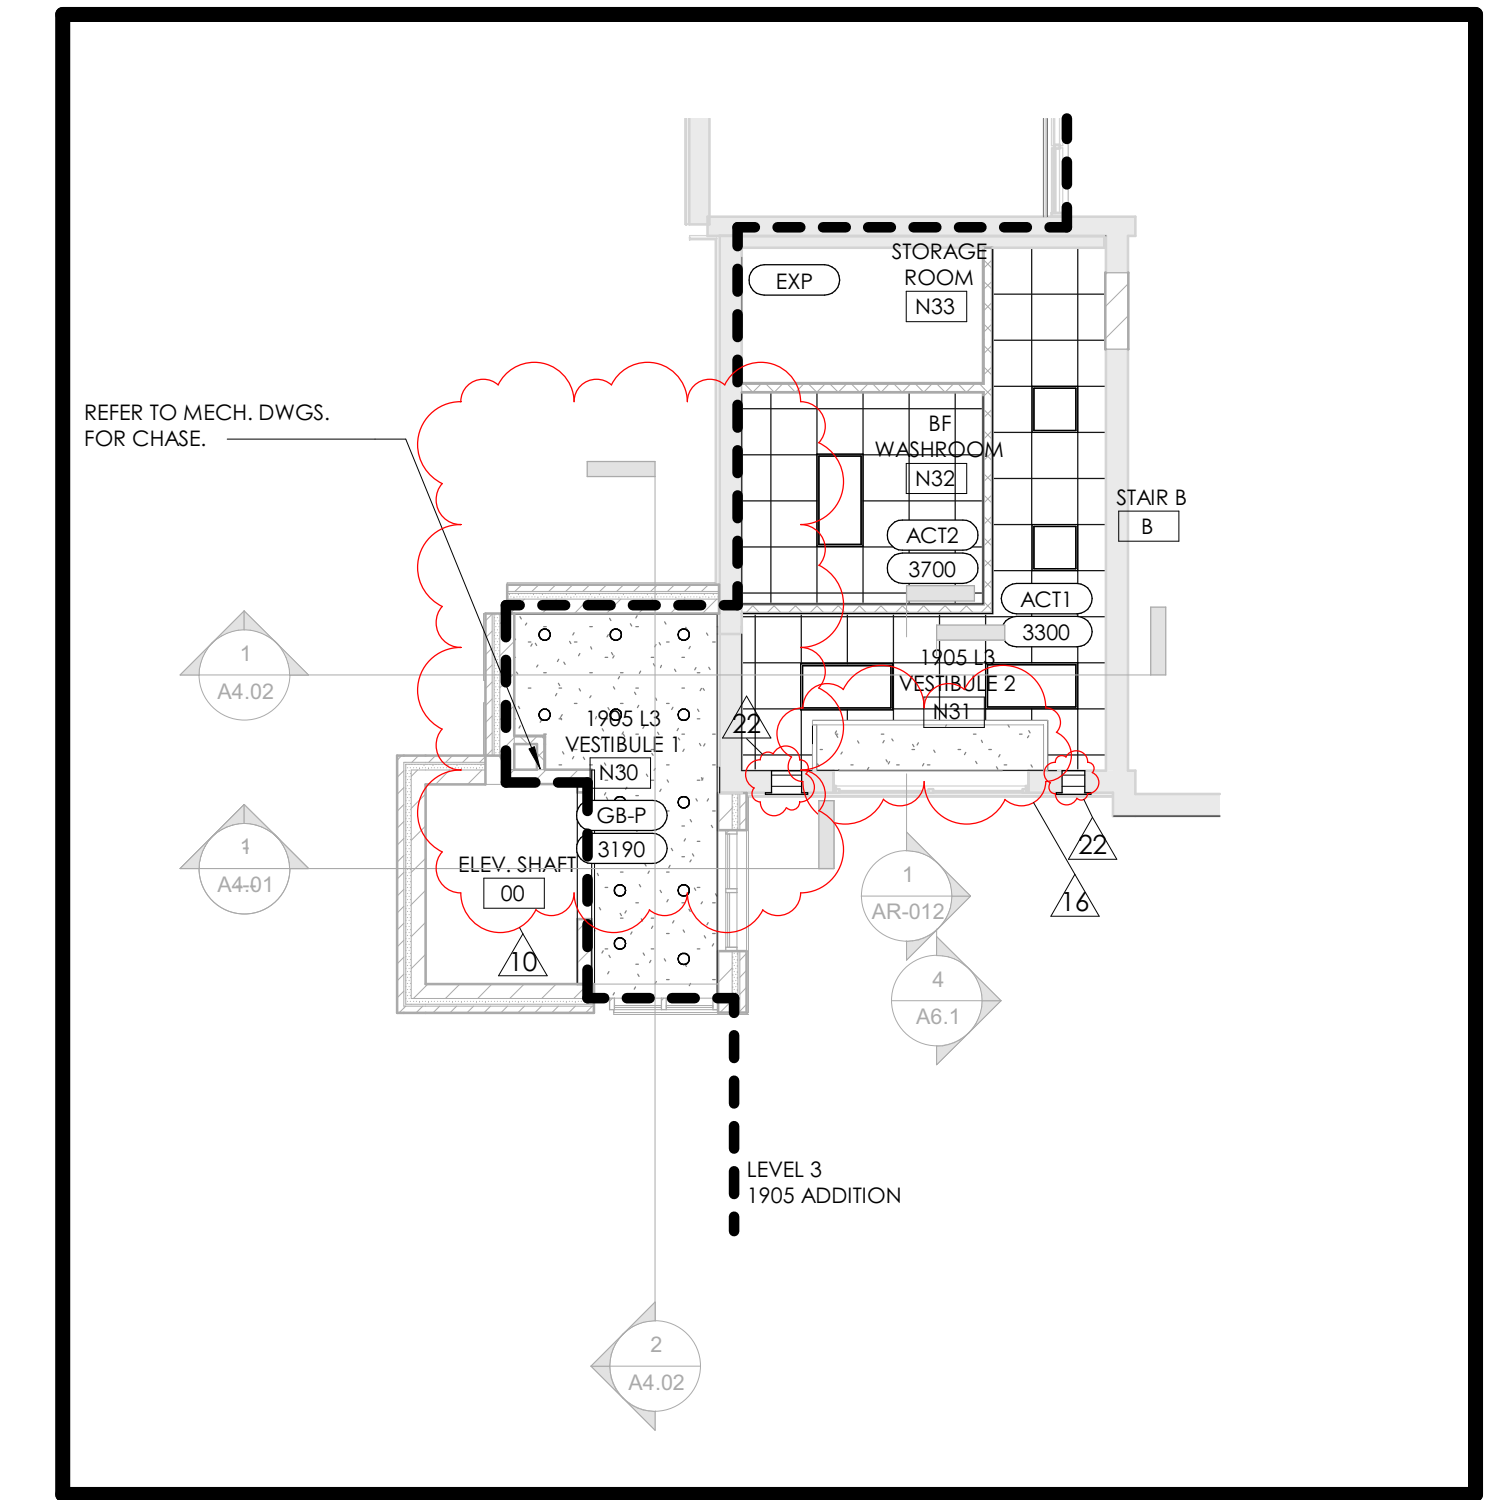 STORAGE
ROOM
N33
EXP
REFER TO MECH. DWGS.
FOR CHASE.
BF
WASHROOM
N32
ACT2
3700
STAIR B
B
ACT1
3300
1905 L3
VESTIBULE 2
N31
1
A4.02
22
1905 L3
VESTIBULE 1
N30
GB-P
3190
1
A4.01
ELEV. SHAFT
00
10
22
16
1
AR-012
4
A6.1
LEVEL 3
1905 ADDITION
2
A4.02